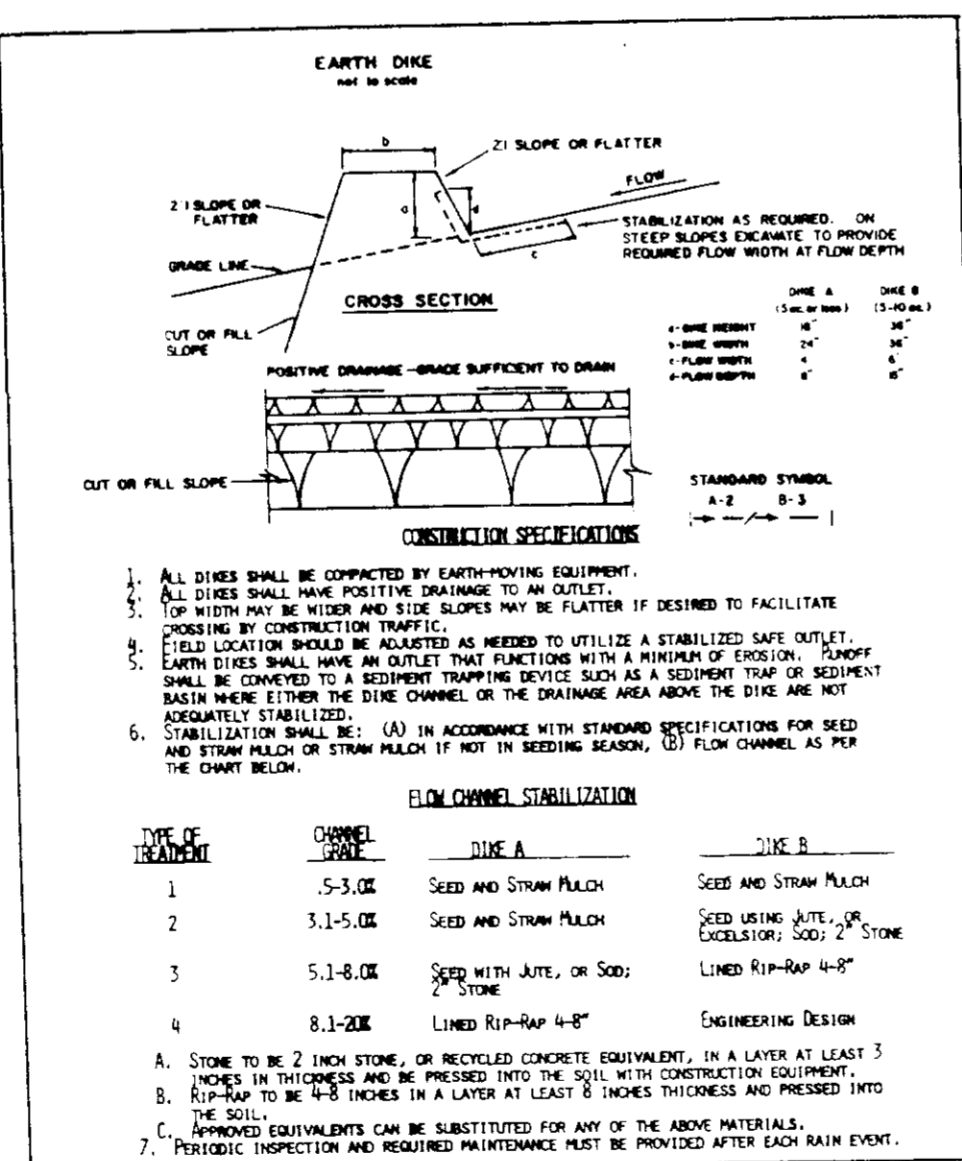 EARTH DIKE
not to scale
b
2:1 SLOPE OR FLATTER
FLOW
2:1 SLOPE OR
FLATTER
a
d
STABILIZATION AS REQUIRED. ON
STEEP SLOPES EXCAVATE TO PROVIDE
REQUIRED FLOW WIDTH AT FLOW DEPTH
c
GRADE LINE
CROSS SECTION
CUT OR FILL
SLOPE
DIKE A DIKE B
(5 ac. or less) (5-10 ac.)
a-DIKE HEIGHT 18" 36"
b-DIKE WIDTH 24" 36"
c-FLOW WIDTH 4' 6'
d-FLOW DEPTH 8" 15"
POSITIVE DRAINAGE-GRADE SUFFICIENT TO DRAIN
CUT OR FILL SLOPE
STANDARD SYMBOL
A-2 B-3
CONSTRUCTION SPECIFICATIONS
1. ALL DIKES SHALL BE COMPACTED BY EARTH-MOVING EQUIPMENT.
2. ALL DIKES SHALL HAVE POSITIVE DRAINAGE TO AN OUTLET.
3. TOP WIDTH MAY BE WIDER AND SIDE SLOPES MAY BE FLATTER IF DESIRED TO FACILITATE
CROSSING BY CONSTRUCTION TRAFFIC.
4. FIELD LOCATION SHOULD BE ADJUSTED AS NEEDED TO UTILIZE A STABILIZED SAFE OUTLET.
5. EARTH DIKES SHALL HAVE AN OUTLET THAT FUNCTIONS WITH A MINIMUM OF EROSION. RUNOFF
SHALL BE CONVEYED TO A SEDIMENT TRAPPING DEVICE SUCH AS A SEDIMENT TRAP OR SEDIMENT
BASIN WHERE EITHER THE DIKE CHANNEL OR THE DRAINAGE AREA ABOVE THE DIKE ARE NOT
ADEQUATELY STABILIZED.
6. STABILIZATION SHALL BE: (A) IN ACCORDANCE WITH STANDARD SPECIFICATIONS FOR SEED
AND STRAW MULCH OR STRAW MULCH IF NOT IN SEEDING SEASON, (B) FLOW CHANNEL AS PER
THE CHART BELOW.
FLOW CHANNEL STABILIZATION
TYPE OF TREATMENT CHANNEL GRADE DIKE A DIKE B
1 .5-3.0% SEED AND STRAW MULCH SEED AND STRAW MULCH
2 3.1-5.0% SEED AND STRAW MULCH SEED USING JUTE, OR
EXCELSIOR; SOD; 2" STONE
3 5.1-8.0% SEED WITH JUTE, OR SOD; LINED RIP-RAP 4-8"
2" STONE
4 8.1-20% LINED RIP-RAP 4-8" ENGINEERING DESIGN
A. STONE TO BE 2 INCH STONE, OR RECYCLED CONCRETE EQUIVALENT, IN A LAYER AT LEAST 3
INCHES IN THICKNESS AND BE PRESSED INTO THE SOIL WITH CONSTRUCTION EQUIPMENT.
B. RIP-RAP TO BE 4-8 INCHES IN A LAYER AT LEAST 8 INCHES THICKNESS AND PRESSED INTO
THE SOIL.
C. APPROVED EQUIVALENTS CAN BE SUBSTITUTED FOR ANY OF THE ABOVE MATERIALS.
7. PERIODIC INSPECTION AND REQUIRED MAINTENANCE MUST BE PROVIDED AFTER EACH RAIN EVENT.